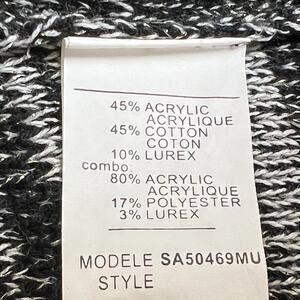 45% ACRYLIC
ACRYLIQUE
45% COTTON
COTON
10% LUREX
combo:
80% ACRYLIC
ACRYLIQUE
17% POLYESTER
3% LUREX
MODELE SA50469MU
STYLE